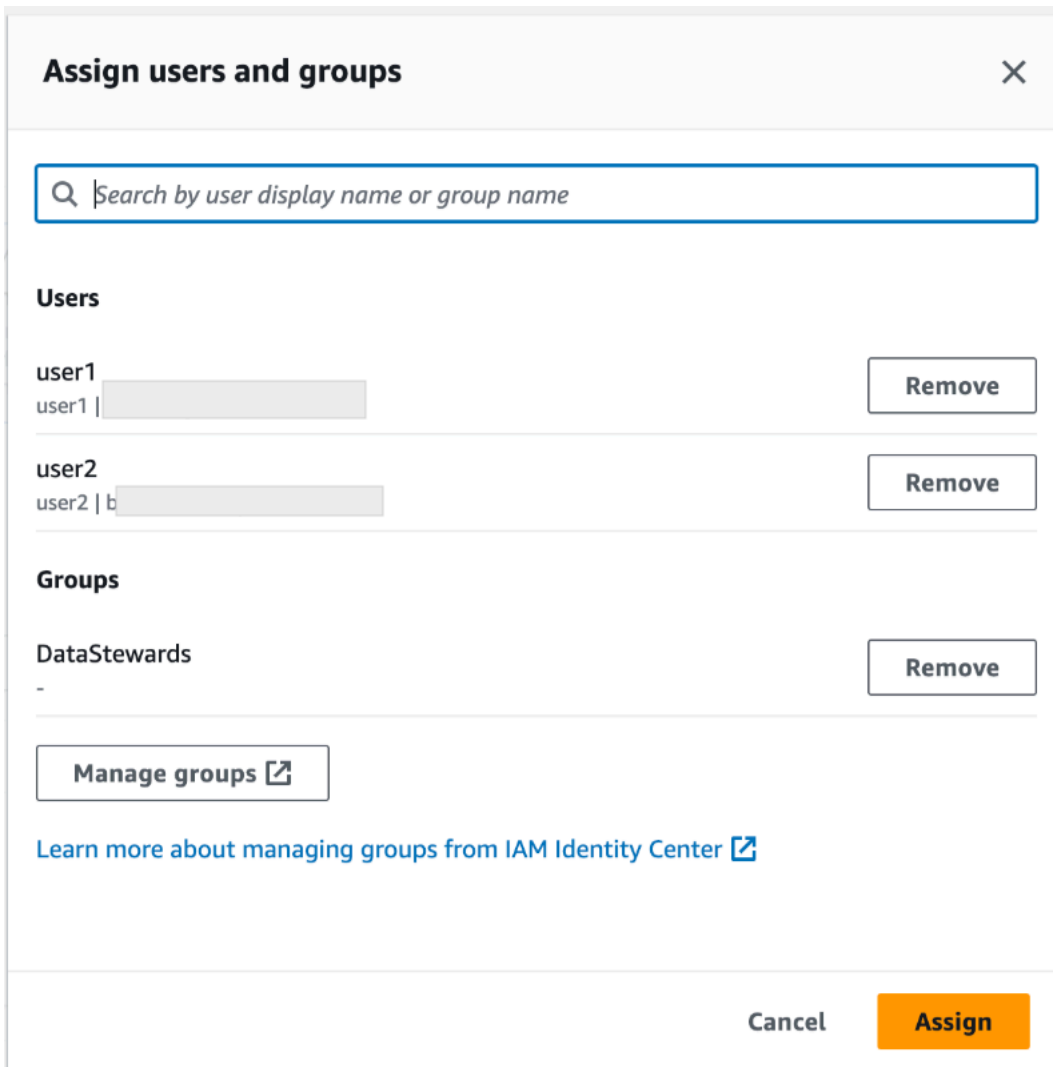 Assign users and groups
Search by user display name or group name
Users
user1
Remove
user1 |
user2
Remove
user2 | b
Groups
DataStewards
Remove
-
Manage groups
Learn more about managing groups from IAM Identity Center
Cancel
Assign